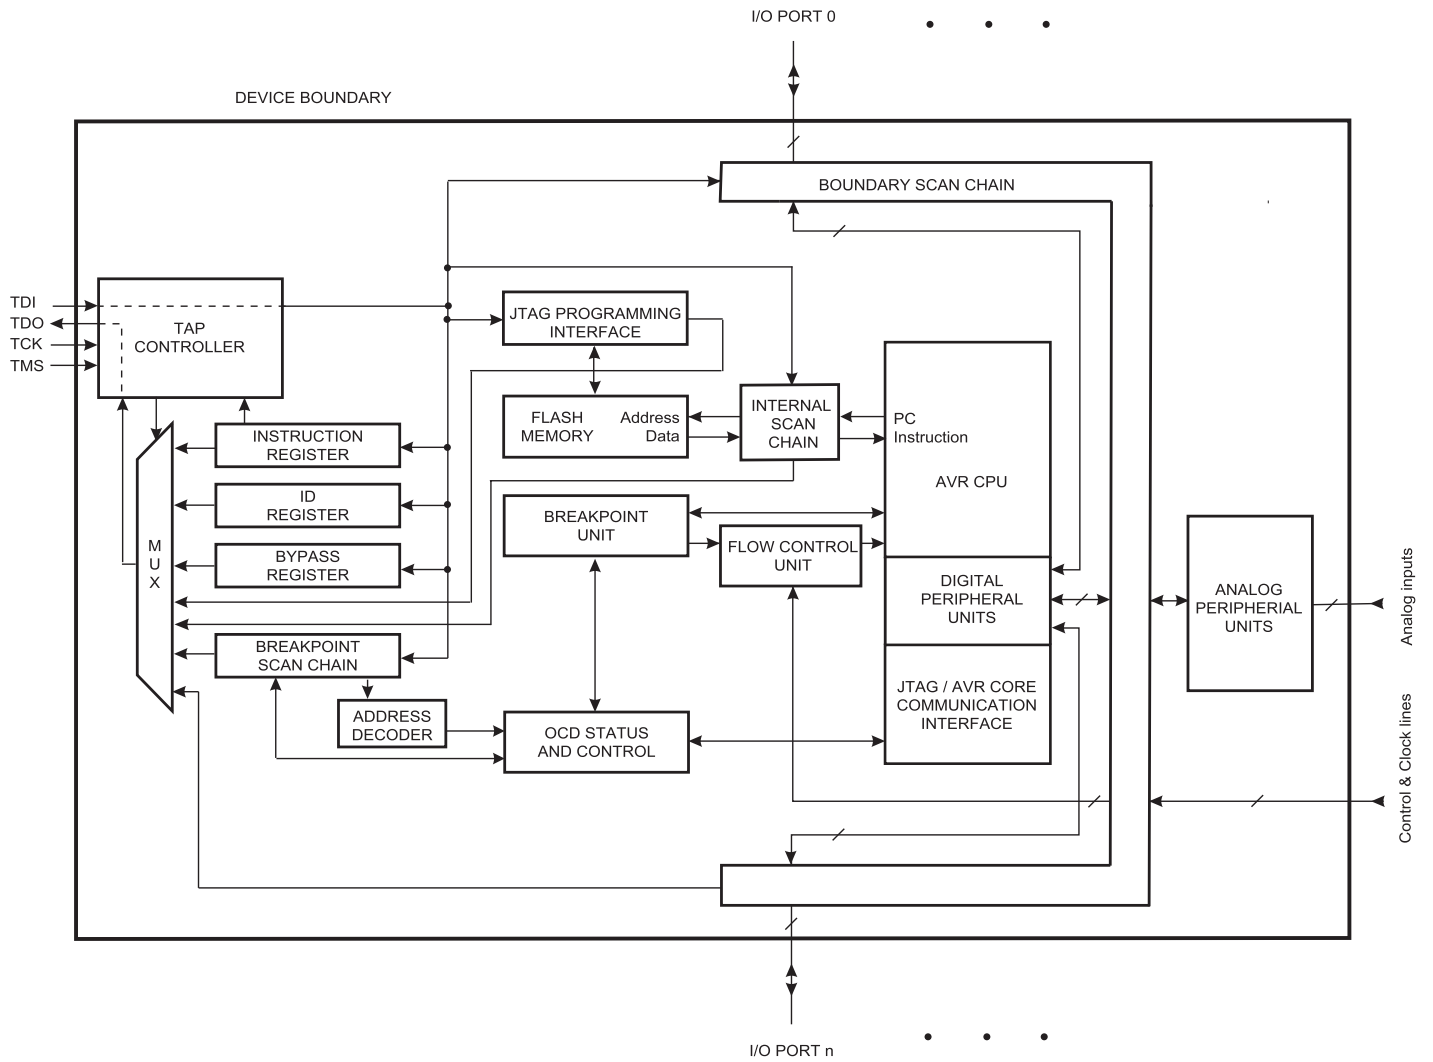 I/O PORT 0
DEVICE BOUNDARY
BOUNDARY SCAN CHAIN
TDI
TDO
TCK
TMS
TAP
CONTROLLER
JTAG PROGRAMMING
INTERFACE
FLASH
MEMORY
Address
Data
INTERNAL
SCAN
CHAIN
PC
Instruction
AVR CPU
INSTRUCTION
REGISTER
ID
REGISTER
BYPASS
REGISTER
M
U
X
BREAKPOINT
UNIT
FLOW CONTROL
UNIT
DIGITAL
PERIPHERAL
UNITS
ANALOG
PERIPHERIAL
UNITS
Analog inputs
BREAKPOINT
SCAN CHAIN
ADDRESS
DECODER
OCD STATUS
AND CONTROL
JTAG / AVR CORE
COMMUNICATION
INTERFACE
Control & Clock lines
I/O PORT n